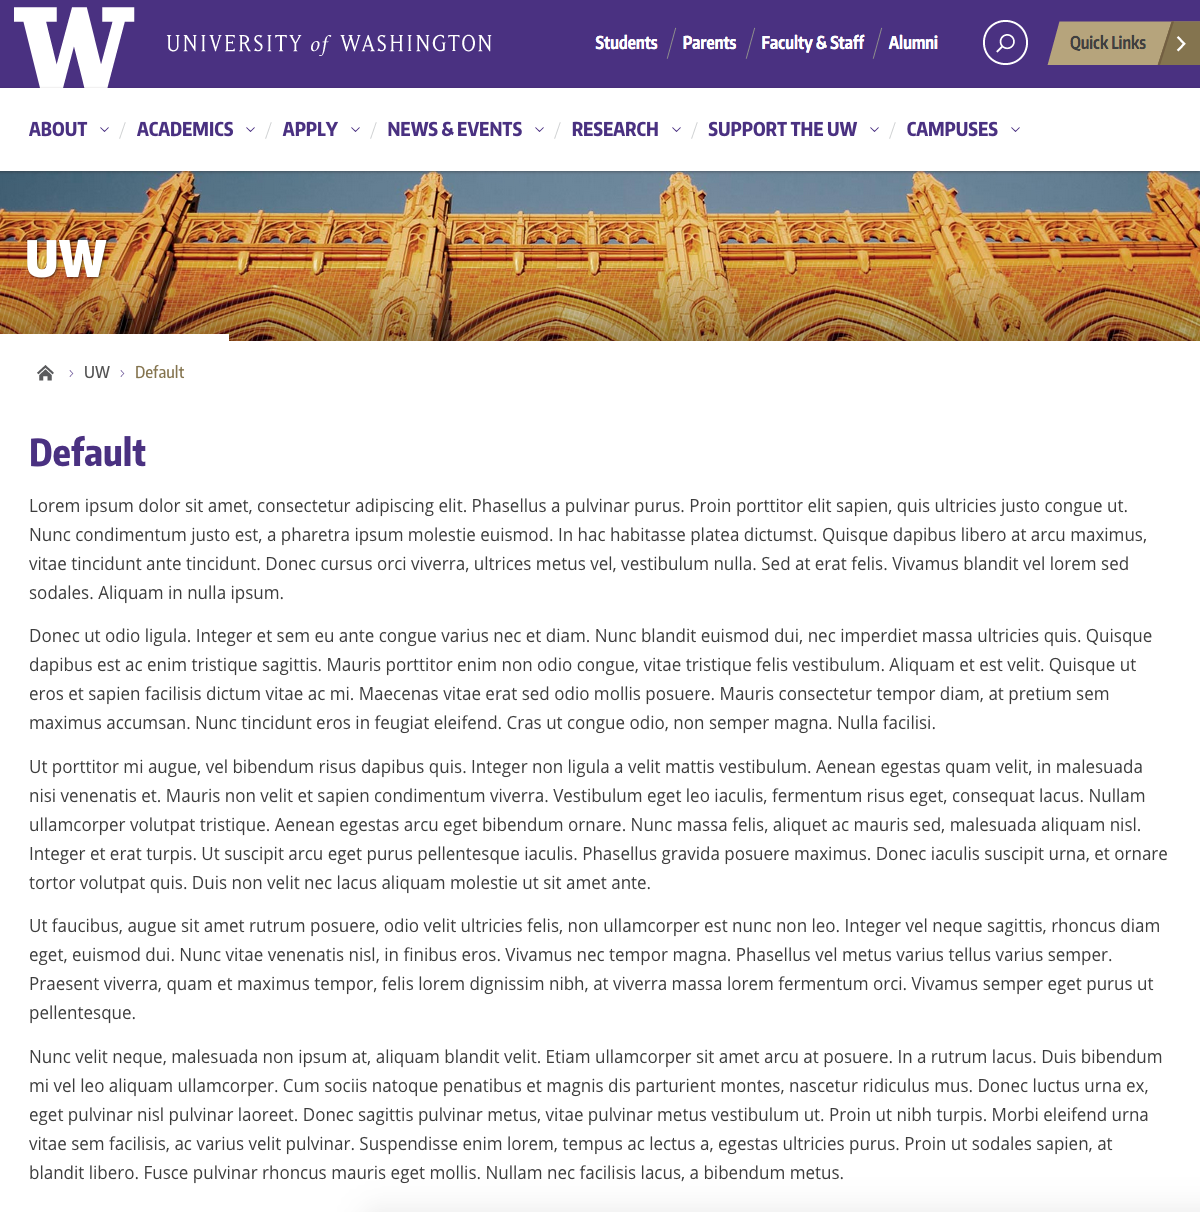 W UNIVERSITY of WASHINGTON Students Parents Faculty & Staff Alumni Quick Links
ABOUT ACADEMICS APPLY NEWS & EVENTS RESEARCH SUPPORT THE UW CAMPUSES
UW
UW Default
Default
Lorem ipsum dolor sit amet, consectetur adipiscing elit. Phasellus a pulvinar purus. Proin porttitor elit sapien, quis ultricies justo congue ut.
Nunc condimentum justo est, a pharetra ipsum molestie euismod. In hac habitasse platea dictumst. Quisque dapibus libero at arcu maximus,
vitae tincidunt ante tincidunt. Donec cursus orci viverra, ultrices metus vel, vestibulum nulla. Sed at erat felis. Vivamus blandit vel lorem sed
sodales. Aliquam in nulla ipsum.
Donec ut odio ligula. Integer et sem eu ante congue varius nec et diam. Nunc blandit euismod dui, nec imperdiet massa ultricies quis. Quisque
dapibus est ac enim tristique sagittis. Mauris porttitor enim non odio congue, vitae tristique felis vestibulum. Aliquam et est velit. Quisque ut
eros et sapien facilisis dictum vitae ac mi. Maecenas vitae erat sed odio mollis posuere. Mauris consectetur tempor diam, at pretium sem
maximus accumsan. Nunc tincidunt eros in feugiat eleifend. Cras ut congue odio, non semper magna. Nulla facilisi.
Ut porttitor mi augue, vel bibendum risus dapibus quis. Integer non ligula a velit mattis vestibulum. Aenean egestas quam velit, in malesuada
nisi venenatis et. Mauris non velit et sapien condimentum viverra. Vestibulum eget leo iaculis, fermentum risus eget, consequat lacus. Nullam
ullamcorper volutpat tristique. Aenean egestas arcu eget bibendum ornare. Nunc massa felis, aliquet ac mauris sed, malesuada aliquam nisl.
Integer et erat turpis. Ut suscipit arcu eget purus pellentesque iaculis. Phasellus gravida posuere maximus. Donec iaculis suscipit urna, et ornare
tortor volutpat quis. Duis non velit nec lacus aliquam molestie ut sit amet ante.
Ut faucibus, augue sit amet rutrum posuere, odio velit ultricies felis, non ullamcorper est nunc non leo. Integer vel neque sagittis, rhoncus diam
eget, euismod dui. Nunc vitae venenatis nisl, in finibus eros. Vivamus nec tempor magna. Phasellus vel metus varius tellus varius semper.
Praesent viverra, quam et maximus tempor, felis lorem dignissim nibh, at viverra massa lorem fermentum orci. Vivamus semper eget purus ut
pellentesque.
Nunc velit neque, malesuada non ipsum at, aliquam blandit velit. Etiam ullamcorper sit amet arcu at posuere. In a rutrum lacus. Duis bibendum
mi vel leo aliquam ullamcorper. Cum sociis natoque penatibus et magnis dis parturient montes, nascetur ridiculus mus. Donec luctus urna ex,
eget pulvinar nisl pulvinar laoreet. Donec sagittis pulvinar metus, vitae pulvinar metus vestibulum ut. Proin ut nibh turpis. Morbi eleifend urna
vitae sem facilisis, ac varius velit pulvinar. Suspendisse enim lorem, tempus ac lectus a, egestas ultricies purus. Proin ut sodales sapien, at
blandit libero. Fusce pulvinar rhoncus mauris eget mollis. Nullam nec facilisis lacus, a bibendum metus.